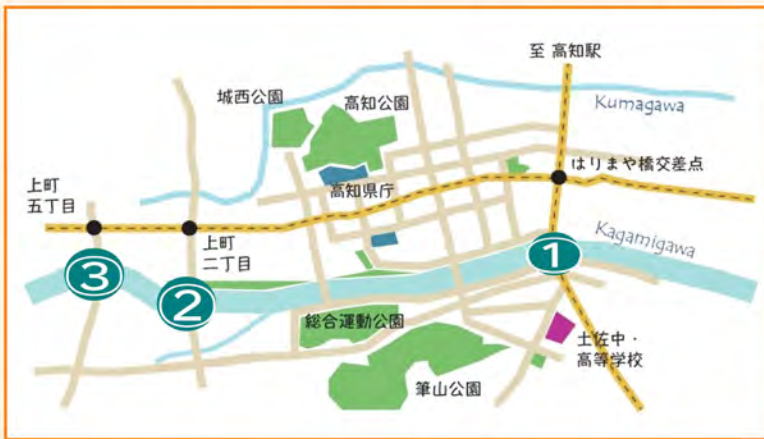 至 高知駅
城西公園
高知公園
Kumagawa
はりまや橋交差点
高知県庁
上町
五丁目
上町
二丁目
Kagamigawa
1
3
2
総合運動公園
土佐中・
高等学校
筆山公園